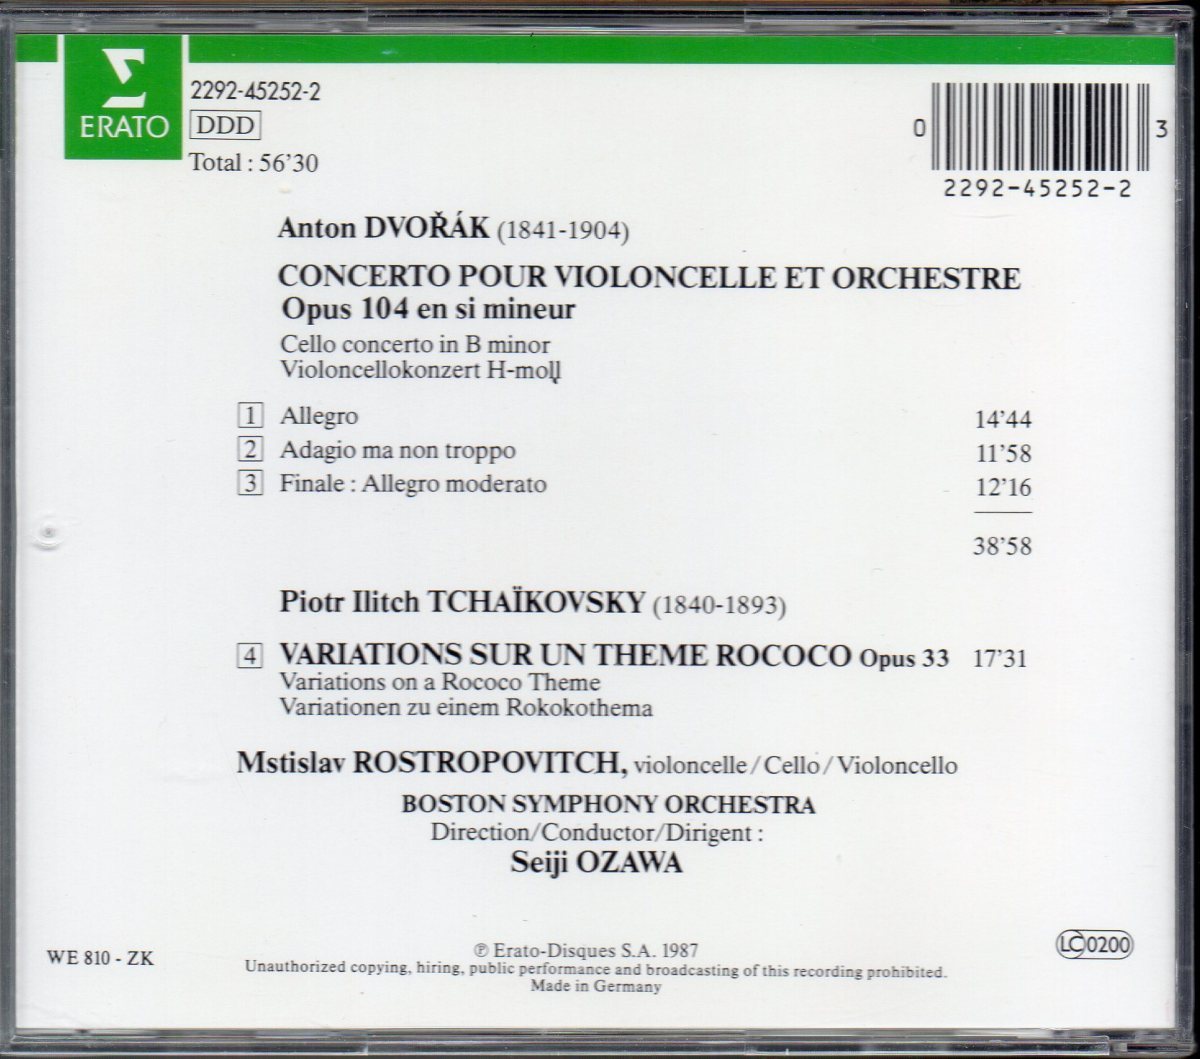 ERATO
2292-45252-2
DDD
Total : 56'30
0 3
2292-45252-2
Anton DVOŘÁK (1841-1904)
CONCERTO POUR VIOLONCELLE ET ORCHESTRE
Opus 104 en si mineur
Cello concerto in B minor
Violoncellokonzert H-moll
1 Allegro 14'44
2 Adagio ma non troppo 11'58
3 Finale : Allegro moderato 12'16
38'58
Piotr Ilitch TCHAÏKOVSKY (1840-1893)
4 VARIATIONS SUR UN THEME ROCOCO Opus 33 17'31
Variations on a Rococo Theme
Variationen zu einem Rokokothema
Mstislav ROSTROPOVITCH, violoncelle/Cello/Violoncello
BOSTON SYMPHONY ORCHESTRA
Direction/Conductor/Dirigent :
Seiji OZAWA
WE 810 - ZK
℗ Erato-Disques S.A. 1987
Unauthorized copying, hiring, public performance and broadcasting of this recording prohibited.
Made in Germany
LC0200